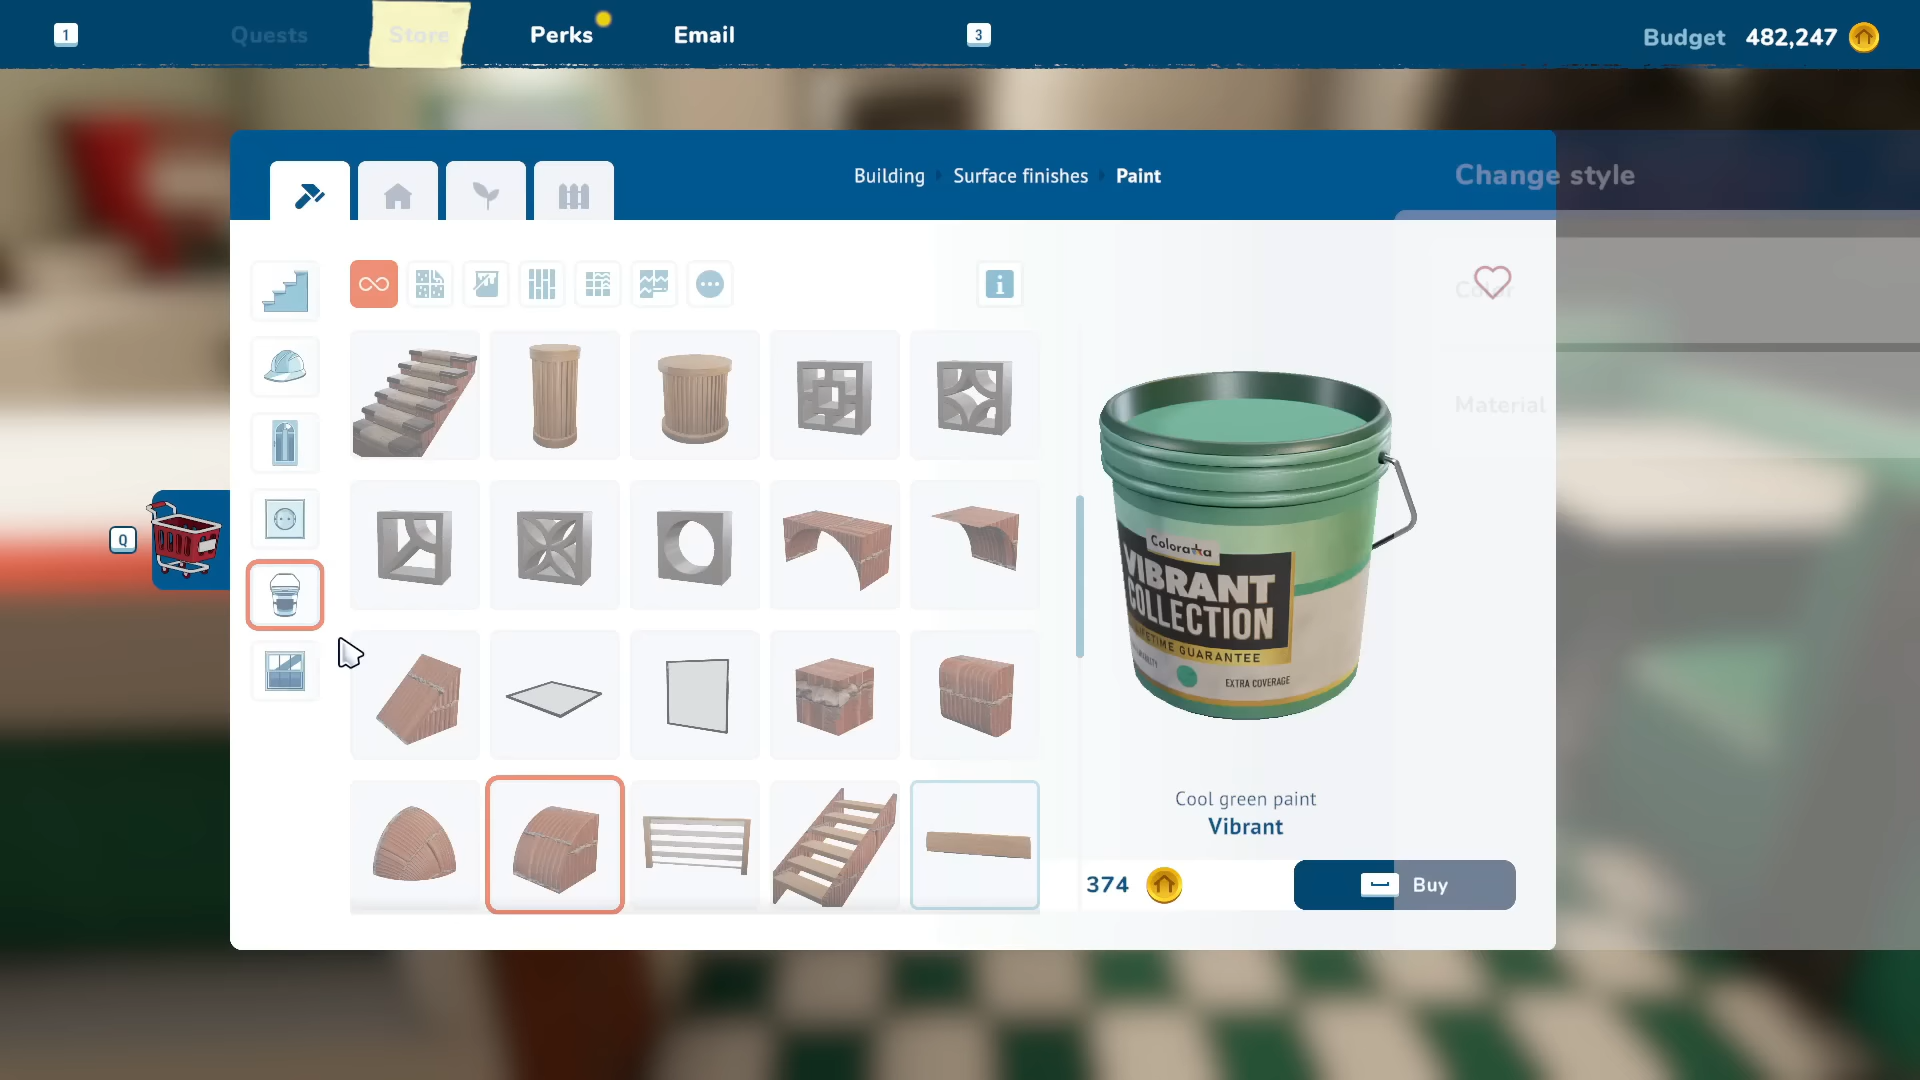 1
Quests
Store
Perks
Email
3
Budget 482,247
Building Surface finishes Paint
Change style
Color
Material
Q
Coloratta
VIBRANT
COLLECTION
LIFETIME GUARANTEE
EXTRA COVERAGE
Cool green paint
Vibrant
374
Buy